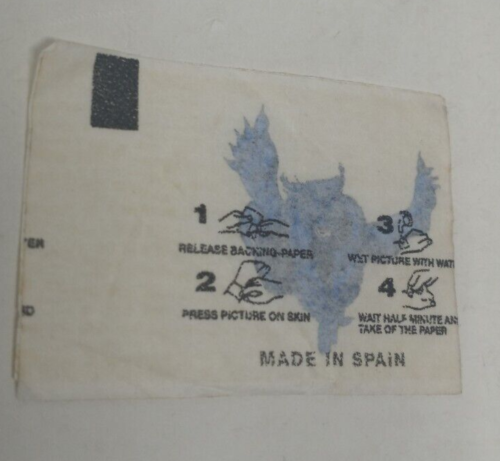 1
RELEASE BACKING-PAPER
2
PRESS PICTURE ON SKIN
3
WET PICTURE WITH WAT
4
WAIT HALF MINUTE AN
TAKE OF THE PAPER
MADE IN SPAIN